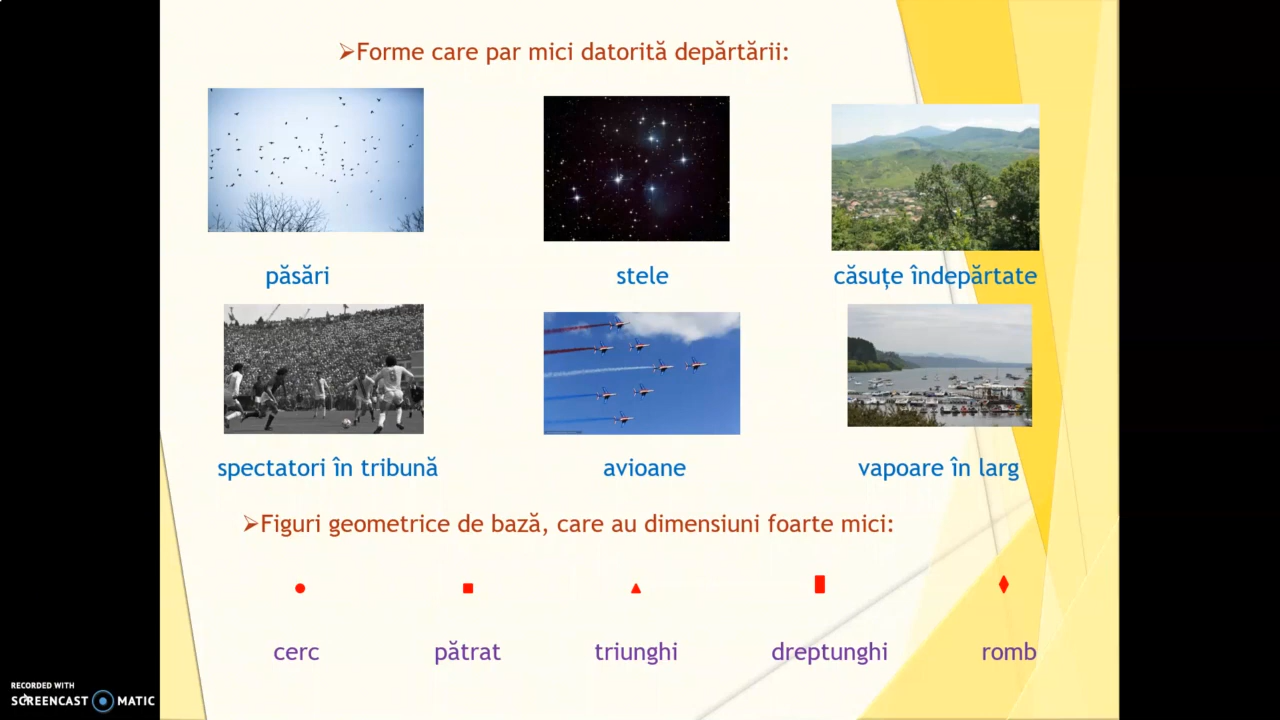 ➢Forme care par mici datorită depărtării:
păsări stele căsuțe îndepărtate
spectatori în tribună avioane vapoare în larg
➢Figuri geometrice de bază, care au dimensiuni foarte mici:
cerc pătrat triunghi dreptunghi romb
RECORDED WITH
SCREENCAST MATIC